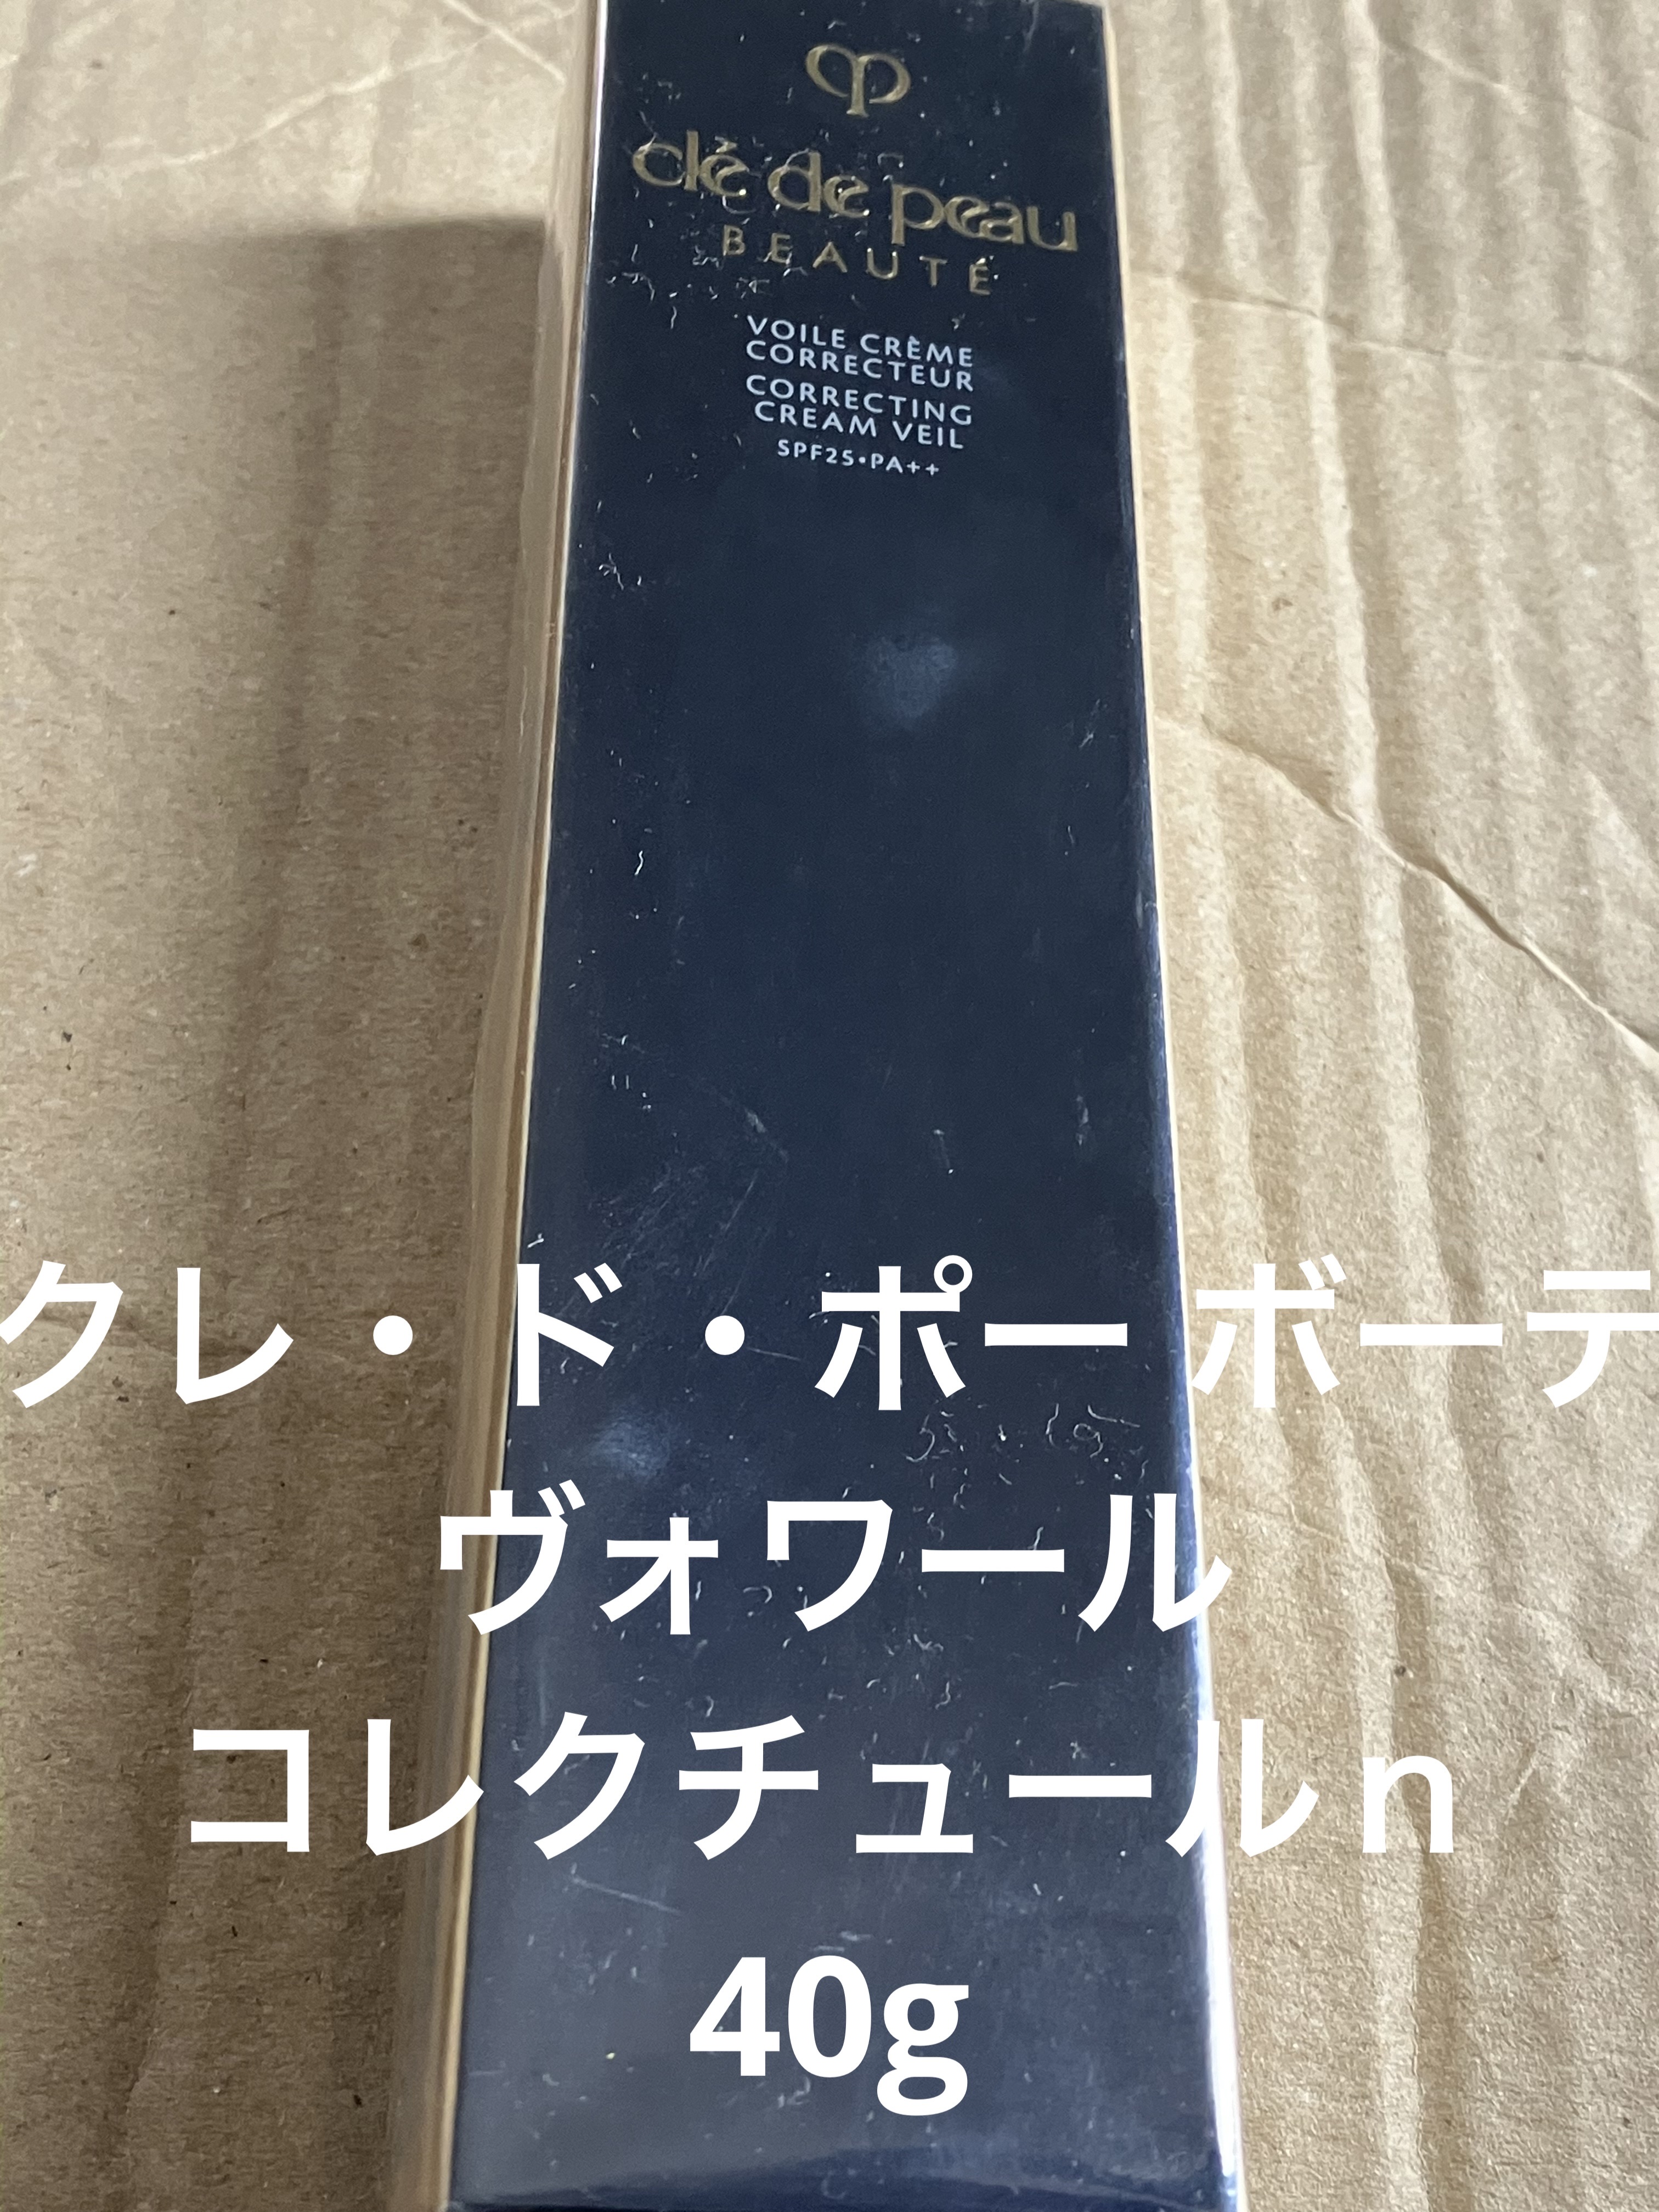 clé de peau
BEAUTÉ
VOILE CRÈME
CORRECTEUR
CORRECTING
CREAM VEIL
SPF25•PA++
クレ・ド・ポー ボーテ
ヴォワール
コレクチュールn
40g